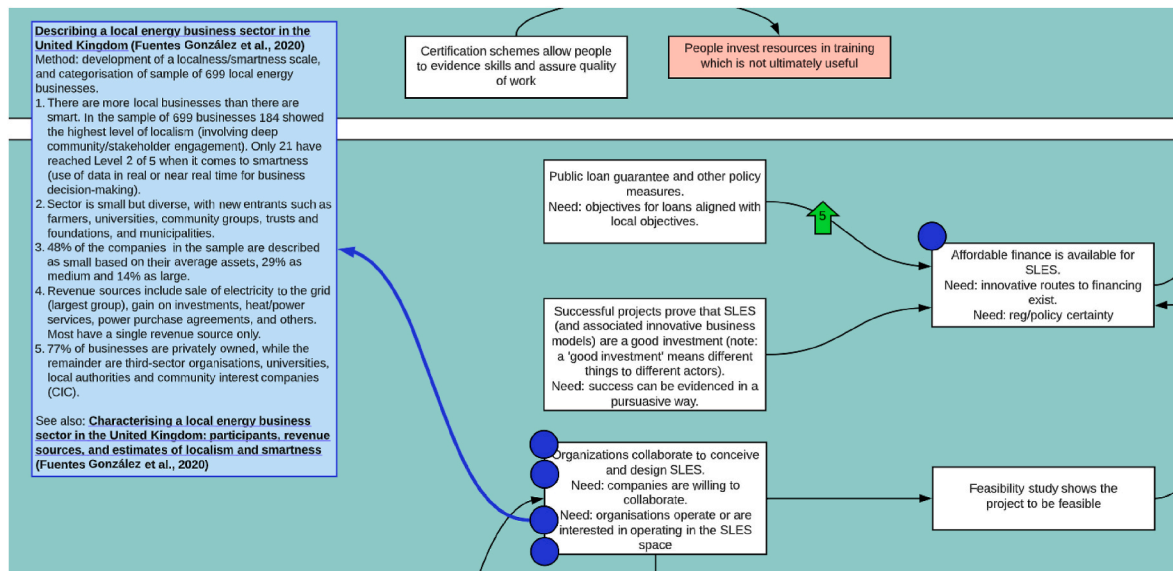 Describing a local energy business sector in the
United Kingdom (Fuentes González et al., 2020)
Method: development of a localness/smartness scale,
and categorisation of sample of 699 local energy
businesses.
1. There are more local businesses than there are
smart. In the sample of 699 businesses 184 showed
the highest level of localism (involving deep
community/stakeholder engagement). Only 21 have
reached Level 2 of 5 when it comes to smartness
(use of data in real or near real time for business
decision-making).
2. Sector is small but diverse, with new entrants such as
farmers, universities, community groups, trusts and
foundations, and municipalities.
3. 48% of the companies in the sample are described
as small based on their average assets, 29% as
medium and 14% as large.
4. Revenue sources include sale of electricity to the grid
(largest group), gain on investments, heat/power
services, power purchase agreements, and others.
Most have a single revenue source only.
5. 77% of businesses are privately owned, while the
remainder are third-sector organisations, universities,
local authorities and community interest companies
(CIC).
See also: Characterising a local energy business
sector in the United Kingdom: participants, revenue
sources, and estimates of localism and smartness
(Fuentes González et al., 2020)
Certification schemes allow people
to evidence skills and assure quality
of work
People invest resources in training
which is not ultimately useful
Public loan guarantee and other policy
measures.
Need: objectives for loans aligned with
local objectives.
5
Affordable finance is available for
SLES.
Need: innovative routes to financing
exist.
Need: reg/policy certainty
Successful projects prove that SLES
(and associated innovative business
models) are a good investment (note:
a 'good investment' means different
things to different actors).
Need: success can be evidenced in a
pursuasive way.
Organizations collaborate to conceive
and design SLES.
Need: companies are willing to
collaborate.
Need: organisations operate or are
interested in operating in the SLES
space
Feasibility study shows the
project to be feasible